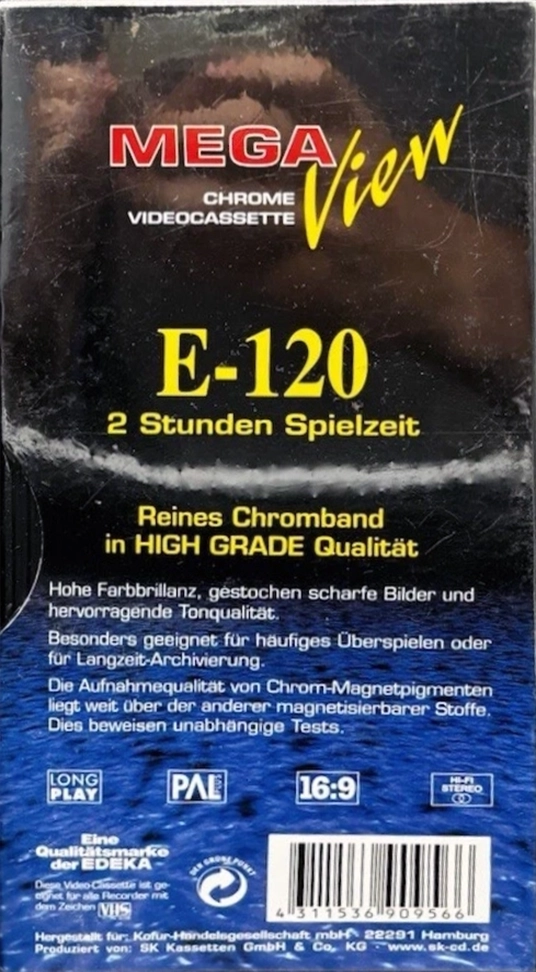 MEGA View
CHROME
VIDEOCASSETTE
E-120
2 Stunden Spielzeit
Reines Chromband
in HIGH GRADE Qualität
Hohe Farbbrillanz, gestochen scharfe Bilder und
hervorragende Tonqualität.
Besonders geeignet für häufiges Überspielen oder
für Langzeit-Archivierung.
Die Aufnahmequalität von Chrom-Magnetpigmenten
liegt weit über der anderer magnetisierbarer Stoffe.
Dies beweisen unabhängige Tests.
LONG
PLAY
PAL PLUS
16:9
HI-FI
STEREO
Eine
Qualitätsmarke
der EDEKA
Diese Video-Cassette ist ge-
eignet für alle Recorder mit
dem Zeichen VHS
DER GRÜNE PUNKT
4 311536 909566
Hergestellt für: Kofur-Handelsgesellschaft mbH · 22291 Hamburg
Produziert von: SK Kassetten GmbH & Co. KG · www.sk-cd.de